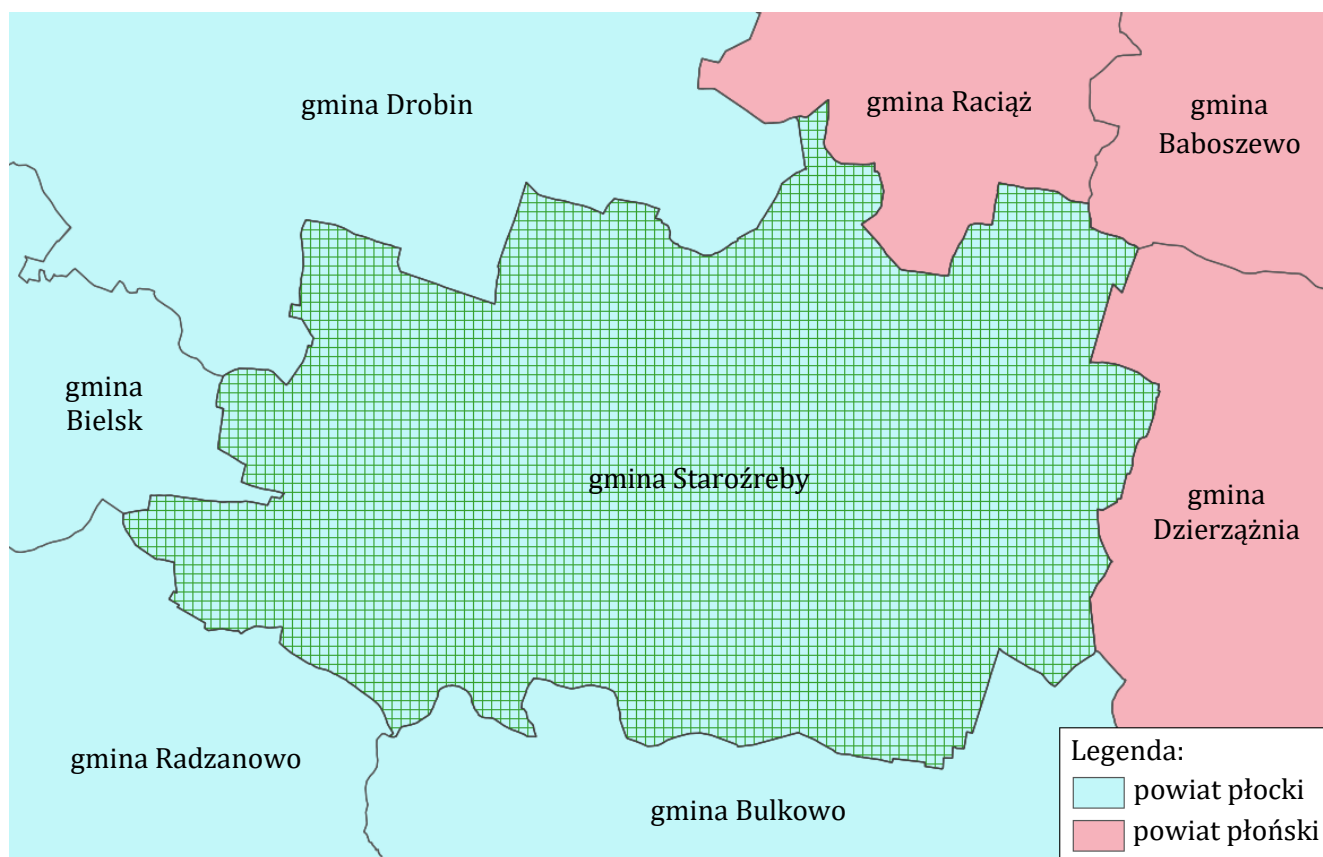 gmina Drobin
gmina Raciąż
gmina
Baboszewo
gmina
Bielsk
gmina Staroźreby
gmina
Dzierzążnia
gmina Radzanowo
gmina Bulkowo
Legenda:
powiat płocki
powiat płoński